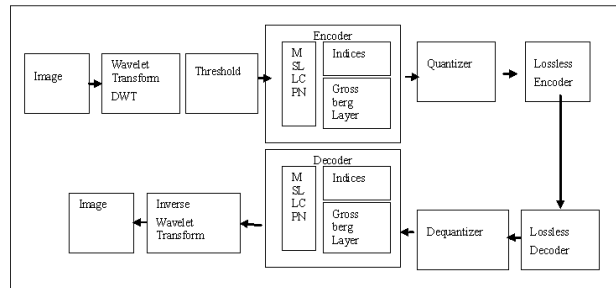 Encoder
Image
Wavelet
Transform
DWT
Threshold
M
SL
LC
PN
Indices
Gross
berg
Layer
Quantizer
Lossless
Encoder
Decoder
Image
Inverse
Wavelet
Transform
M
SL
LC
PN
Indices
Gross
berg
Layer
Dequantizer
Lossless
Decoder